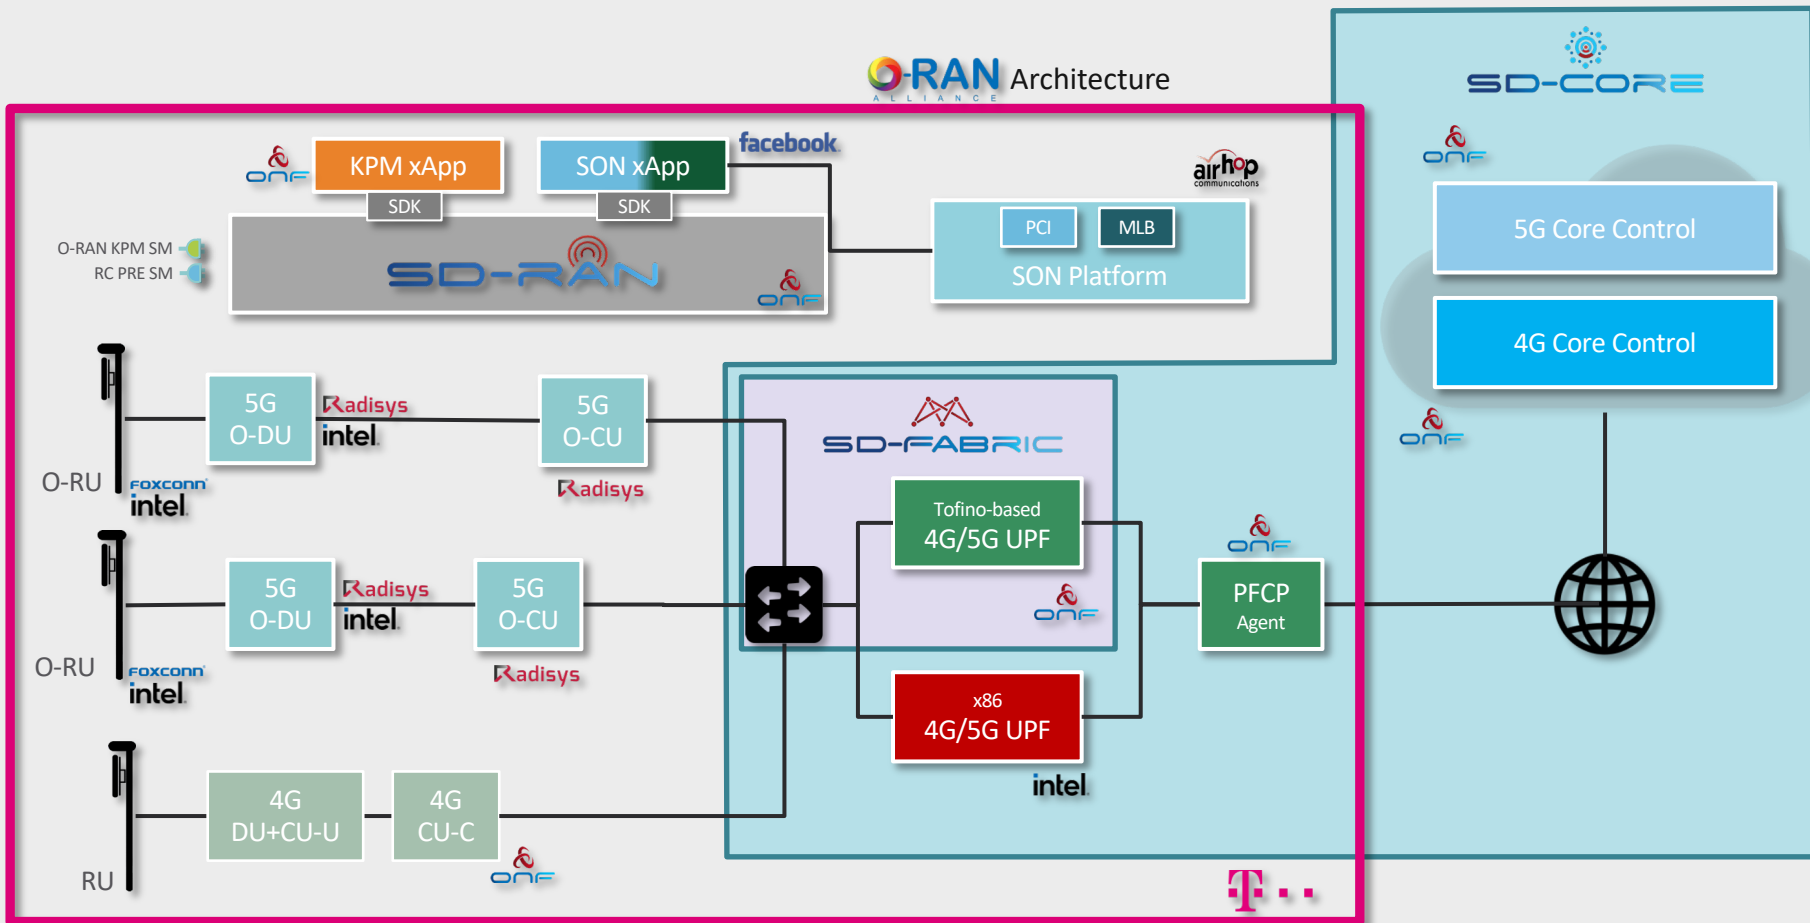 O-RAN Architecture
ALLIANCE
SD-CORE
ONF
ONF
KPM xApp
SON xApp
facebook.
SDK
SDK
airhop
communications
O-RAN KPM SM
RC PRE SM
SD-RAN
ONF
PCI
MLB
SON Platform
5G Core Control
4G Core Control
ONF
5G
O-DU
Radisys
intel.
5G
O-CU
Radisys
O-RU
FOXCONN
intel.
SD-FABRIC
Tofino-based
4G/5G UPF
ONF
ONF
PFCP
Agent
5G
O-DU
Radisys
intel.
5G
O-CU
Radisys
O-RU
FOXCONN
intel.
x86
4G/5G UPF
intel.
4G
DU+CU-U
4G
CU-C
ONF
RU
T